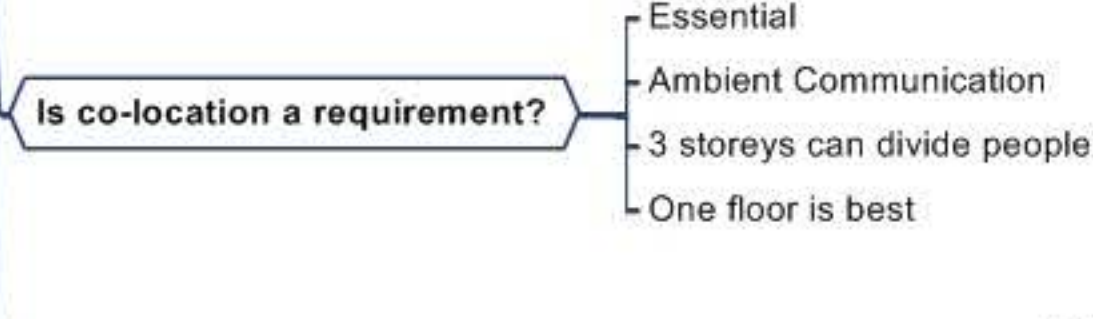 Essential
Ambient Communication
Is co-location a requirement?
3 storeys can divide people
One floor is best